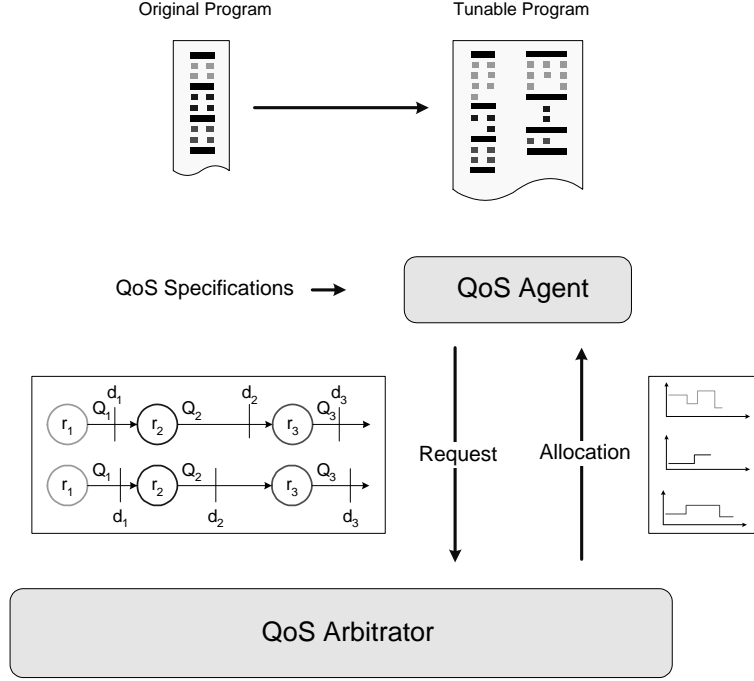 Original Program
Tunable Program
QoS Specifications
QoS Agent
d1 d2 d3
Q1 Q2 Q3
r1 r2 r3
Q1 Q2 Q3
r1 r2 r3
d1 d2 d3
Request
Allocation
QoS Arbitrator